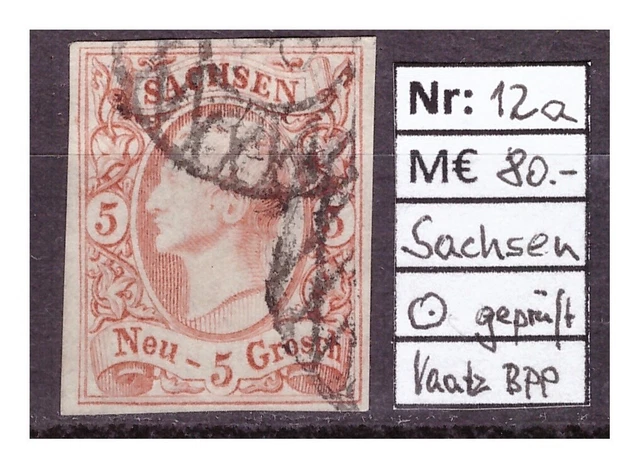 SACHSEN
5 5
Neu - 5 Grosch
Nr: 12a
M€ 80.-
Sachsen
⊙ geprüft
Vaatz BPP